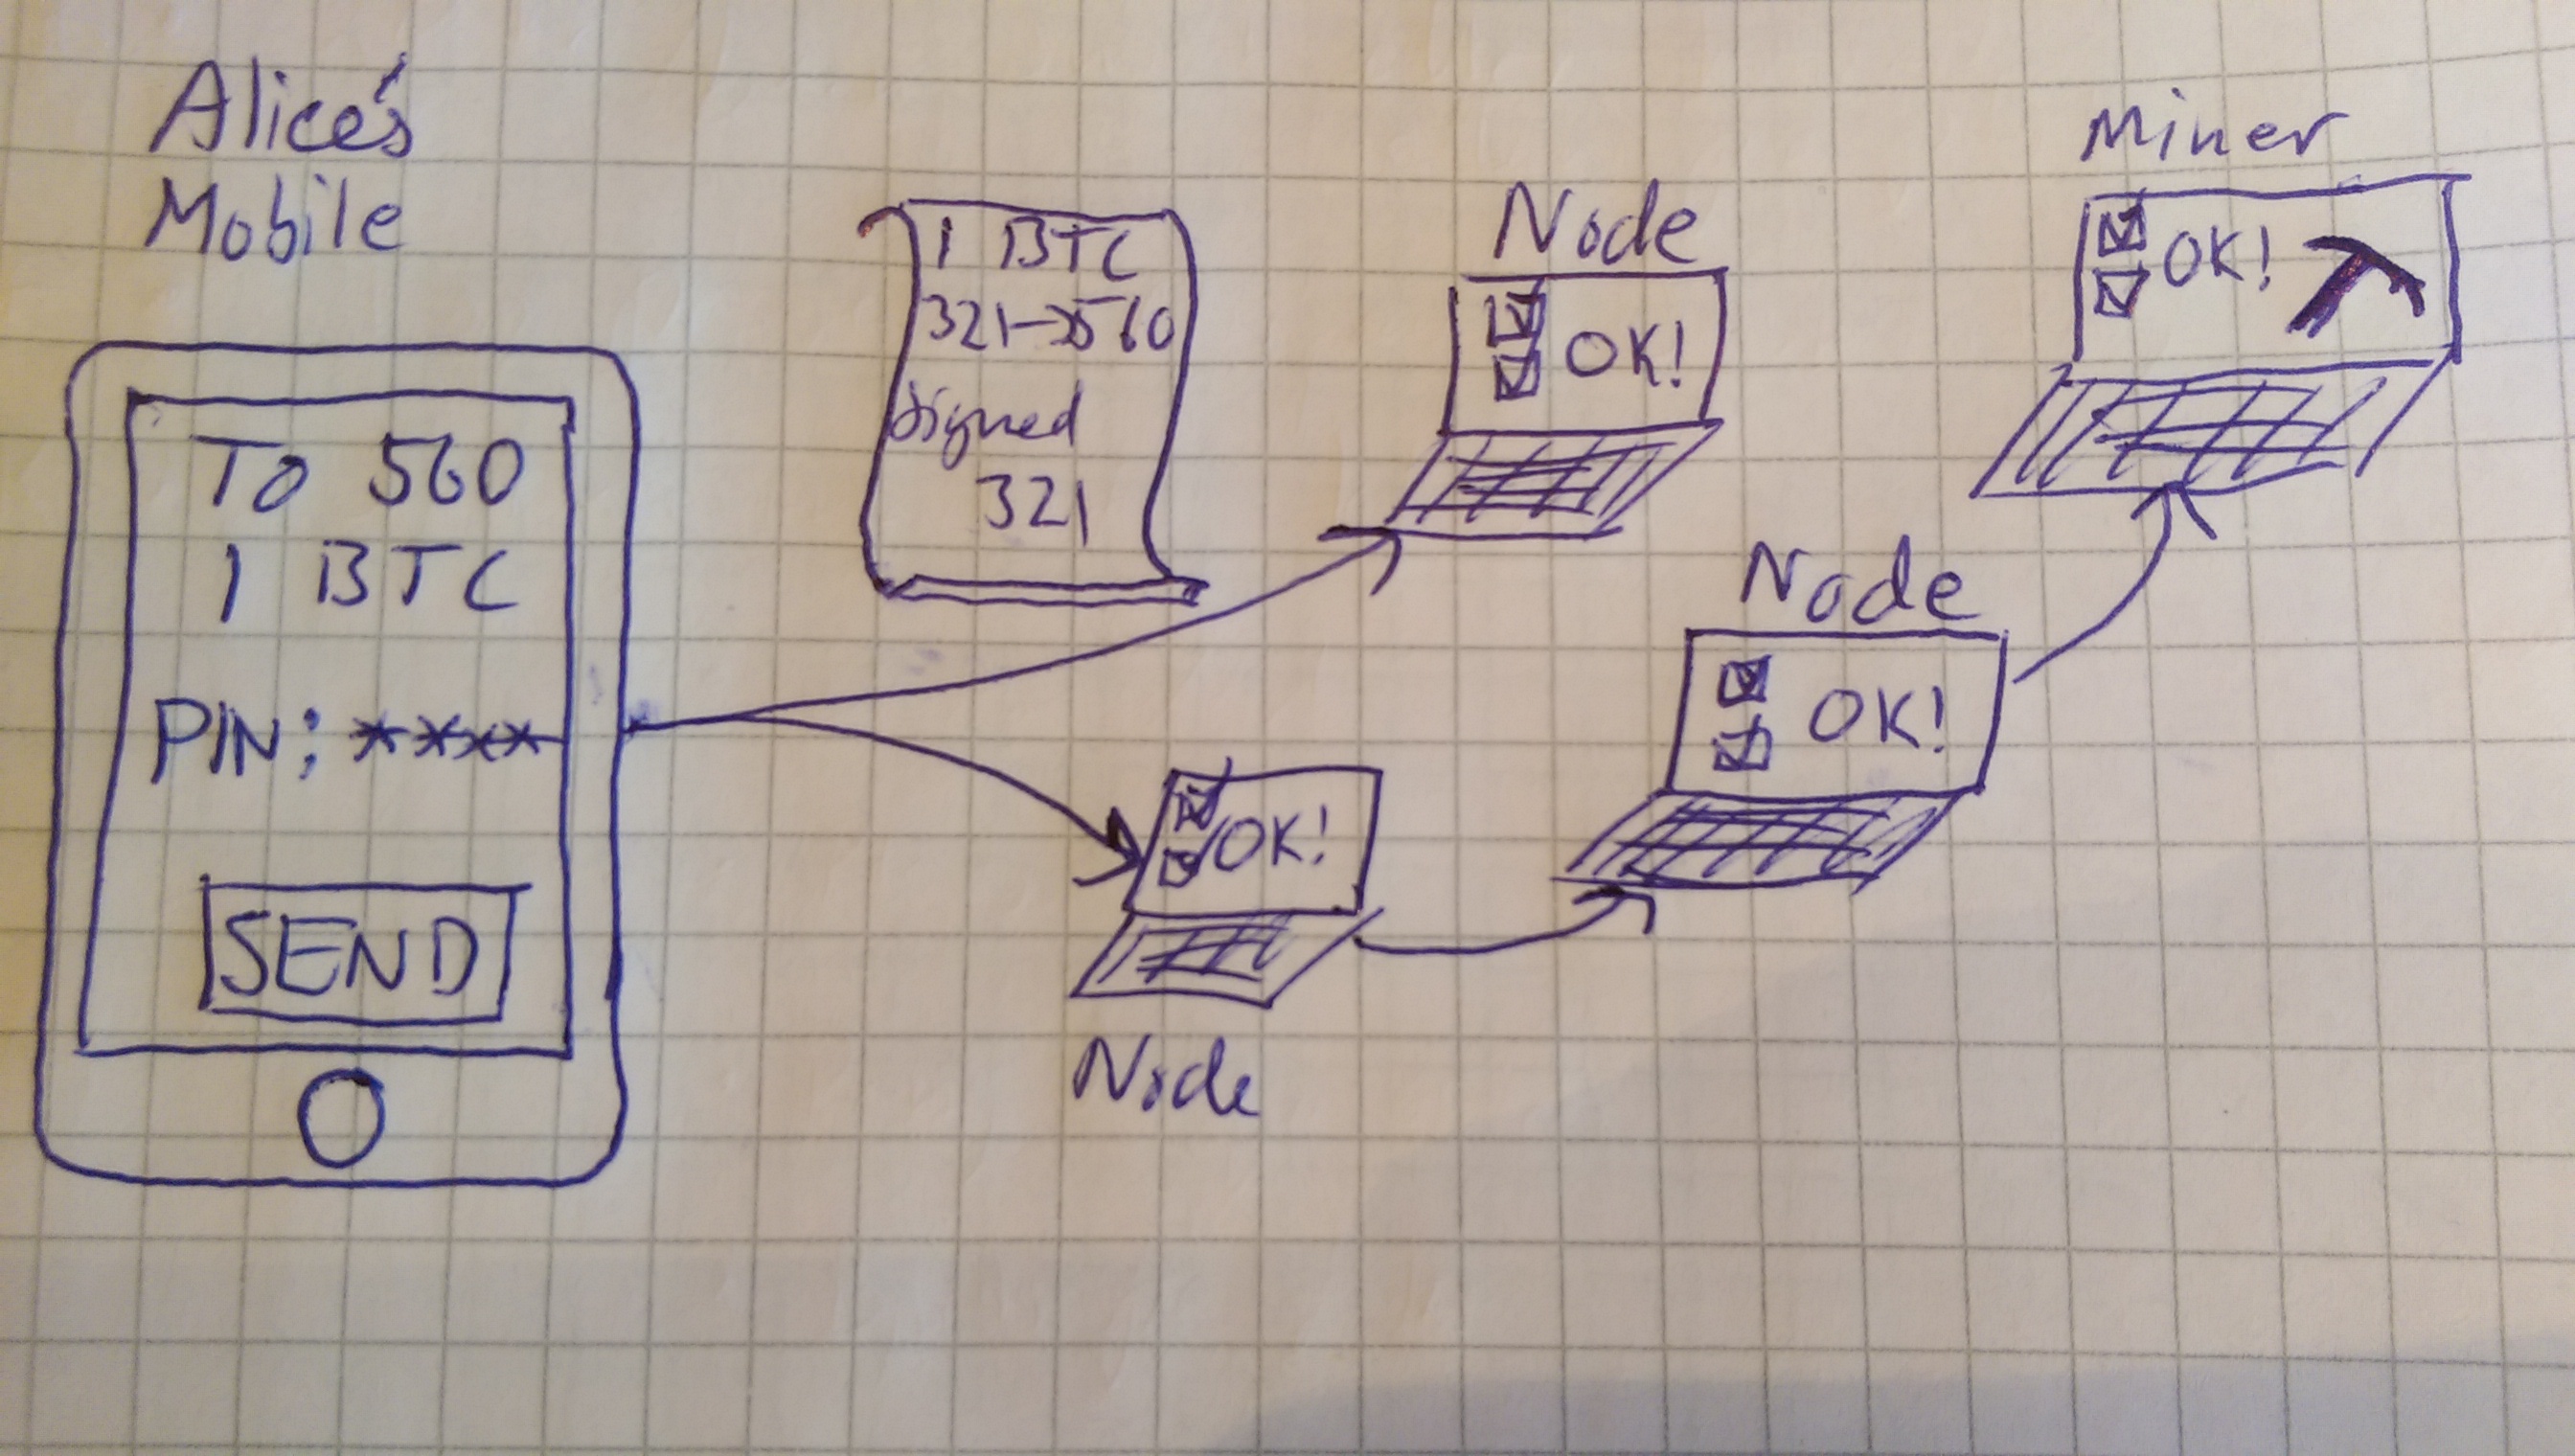 Alice's
Mobile
To 560
1 BTC
PIN: ****
SEND
1 BTC
321→560
Signed
321
Node
OK!
Node
OK!
Node
OK!
Miner
OK!